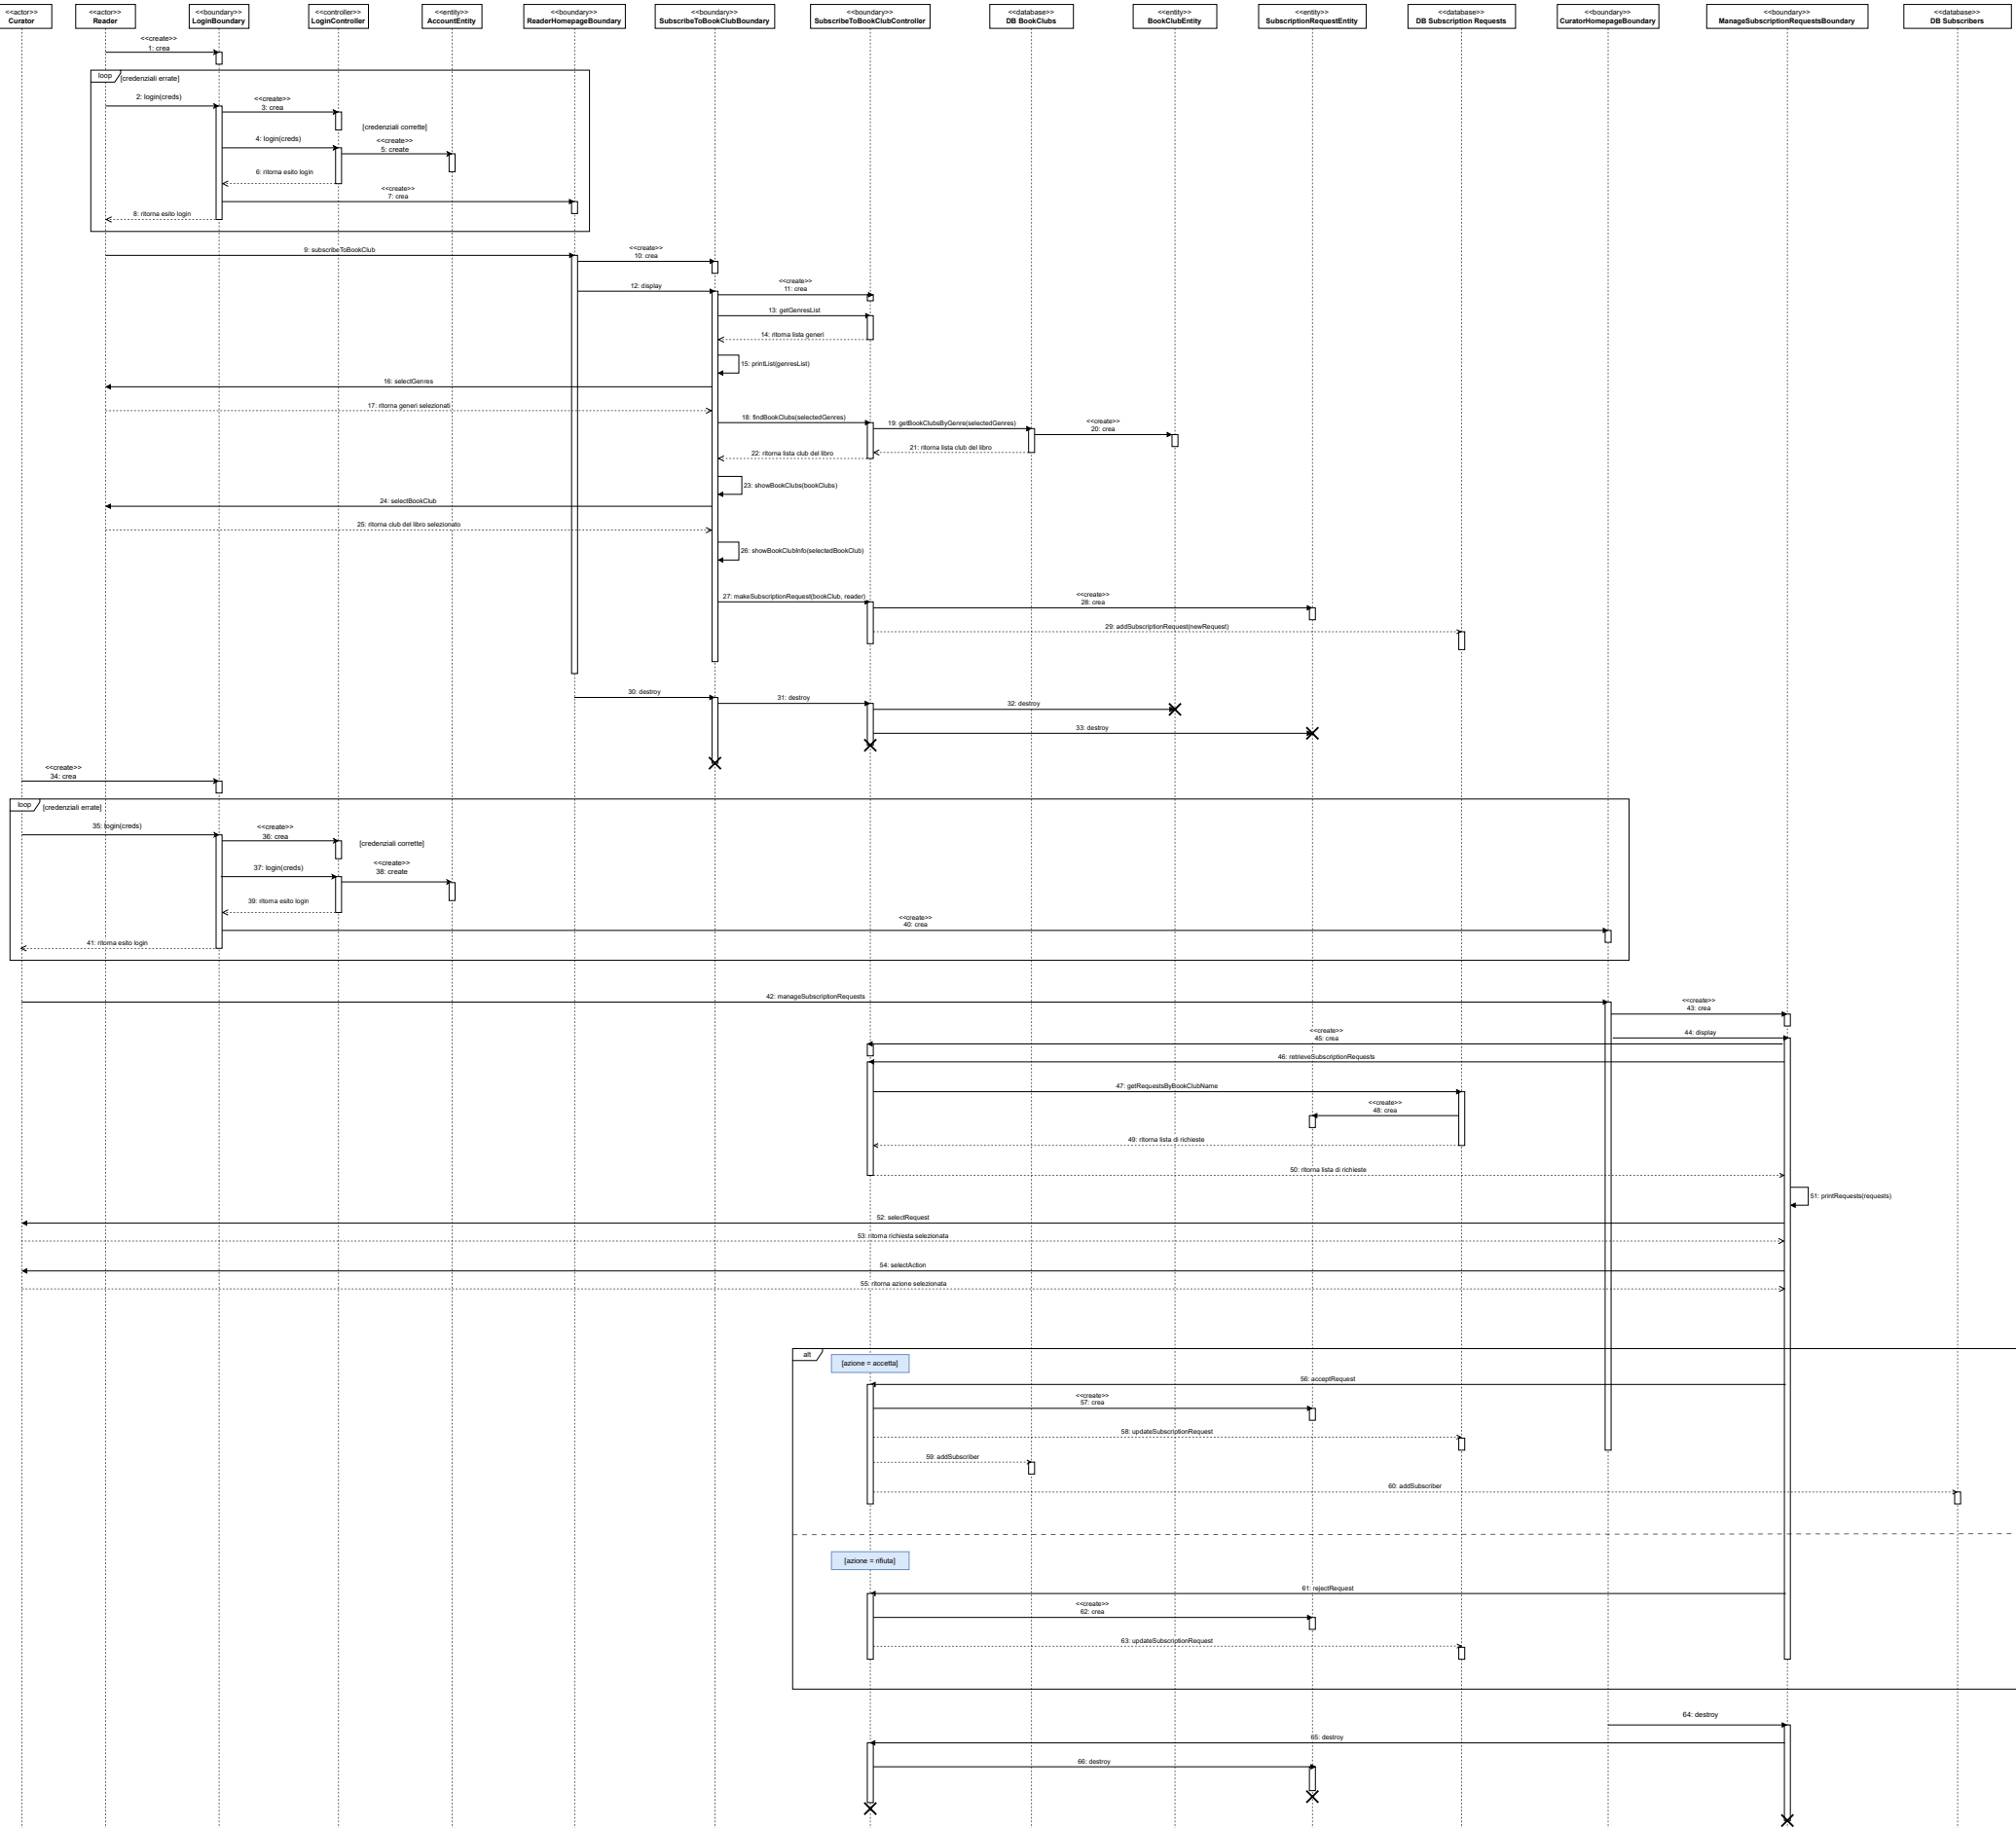 <<actor>>
Curator
<<actor>>
Reader
<<boundary>>
LoginBoundary
<<controller>>
LoginController
<<entity>>
AccountEntity
<<boundary>>
ReaderHomepageBoundary
<<boundary>>
SubscribeToBookClubBoundary
<<boundary>>
SubscribeToBookClubController
<<database>>
DB BookClubs
<<entity>>
BookClubEntity
<<entity>>
SubscriptionRequestEntity
<<database>>
DB Subscription Requests
<<boundary>>
CuratorHomepageBoundary
<<boundary>>
ManageSubscriptionRequestsBoundary
<<database>>
DB Subscribers
<<create>>
1: crea
loop
[credenziali errate]
2: login(creds)
<<create>>
3: crea
[credenziali corrette]
4: login(creds)
<<create>>
5: create
6: ritorna esito login
<<create>>
7: crea
8: ritorna esito login
9: subscribeToBookClub
<<create>>
10: crea
<<create>>
11: crea
12: display
13: getGenresList
14: ritorna lista generi
15: printList(genresList)
16: selectGenres
17: ritorna generi selezionati
18: findBookClubs(selectedGenres)
19: getBookClubsByGenre(selectedGenres)
<<create>>
20: crea
21: ritorna lista club del libro
22: ritorna lista club del libro
23: showBookClubs(bookClubs)
24: selectBookClub
25: ritorna club del libro selezionato
26: showBookClubInfo(selectedBookClub)
27: makeSubscriptionRequest(bookClub, reader)
<<create>>
28: crea
29: addSubscriptionRequest(newRequest)
30: destroy
31: destroy
32: destroy
33: destroy
<<create>>
34: crea
loop
[credenziali errate]
35: login(creds)
<<create>>
36: crea
[credenziali corrette]
37: login(creds)
<<create>>
38: create
39: ritorna esito login
<<create>>
40: crea
41: ritorna esito login
42: manageSubscriptionRequests
<<create>>
43: crea
44: display
<<create>>
45: crea
46: retrieveSubscriptionRequests
47: getRequestsByBookClubName
<<create>>
48: crea
49: ritorna lista di richieste
50: ritorna lista di richieste
51: printRequests(requests)
52: selectRequest
53: ritorna richiesta selezionata
54: selectAction
55: ritorna azione selezionata
alt
[azione = accetta]
56: acceptRequest
<<create>>
57: crea
58: updateSubscriptionRequest
59: addSubscriber
60: addSubscriber
[azione = rifiuta]
61: rejectRequest
<<create>>
62: crea
63: updateSubscriptionRequest
64: destroy
65: destroy
66: destroy